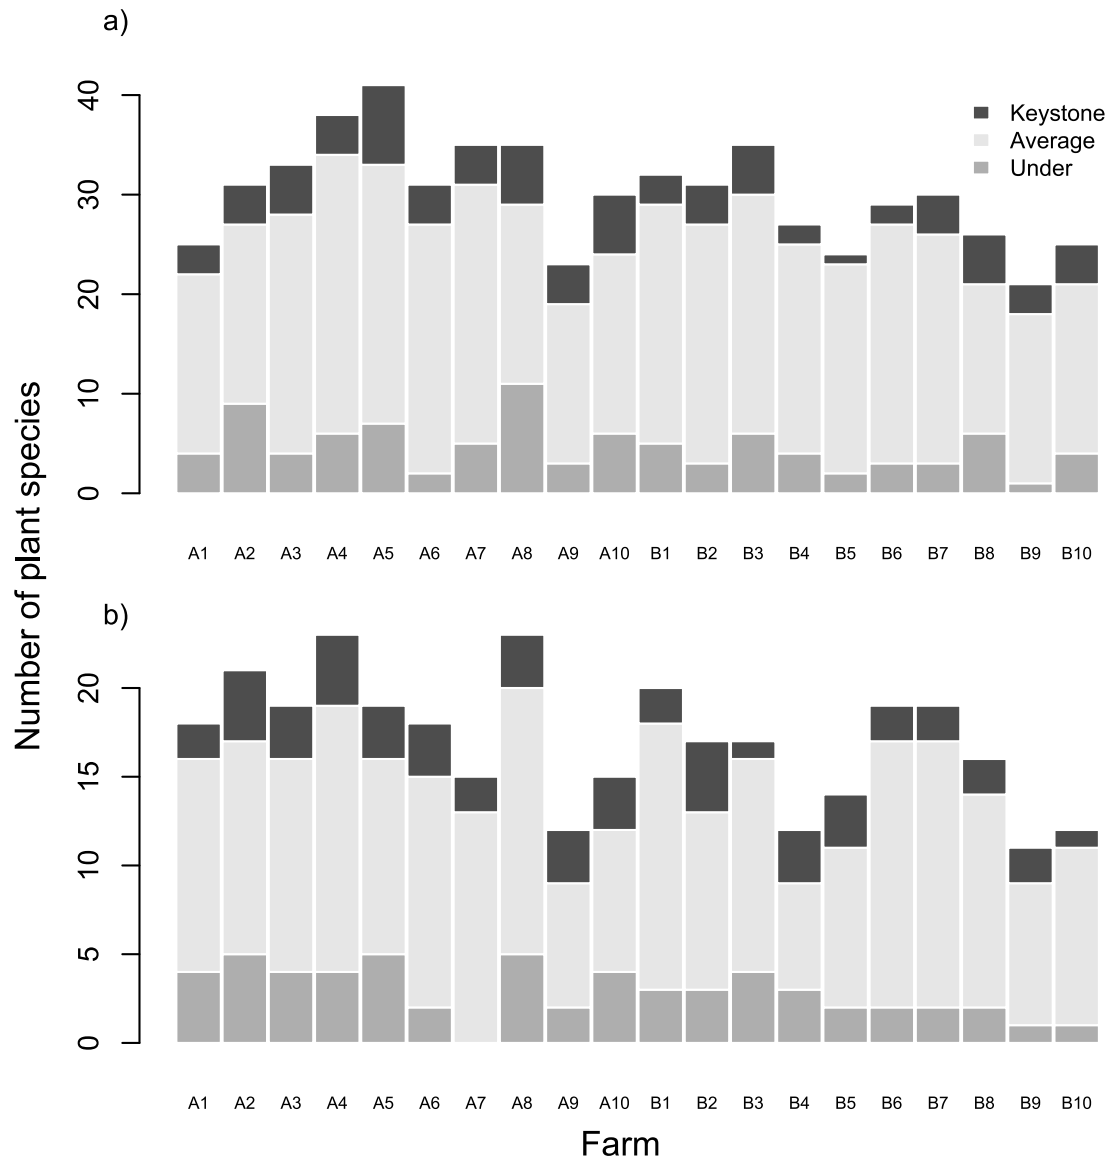 a)
Number of plant species
40
30
20
10
0
Keystone
Average
Under
A1 A2 A3 A4 A5 A6 A7 A8 A9 A10 B1 B2 B3 B4 B5 B6 B7 B8 B9 B10
b)
20
15
10
5
0
A1 A2 A3 A4 A5 A6 A7 A8 A9 A10 B1 B2 B3 B4 B5 B6 B7 B8 B9 B10
Farm